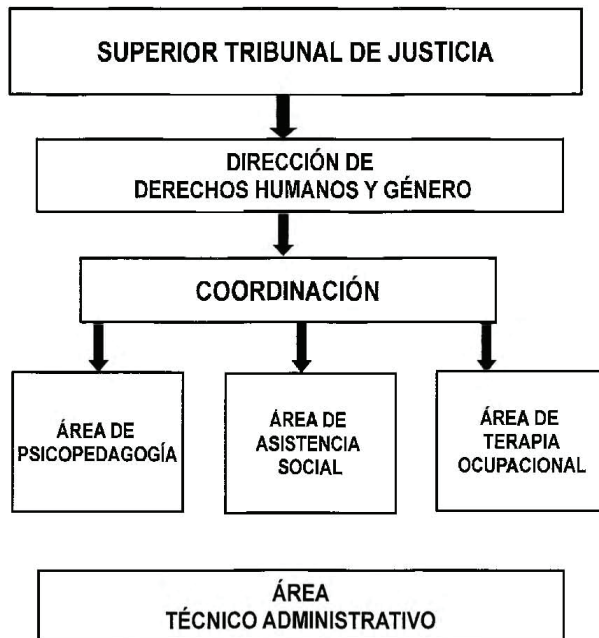 SUPERIOR TRIBUNAL DE JUSTICIA
DIRECCIÓN DE
DERECHOS HUMANOS Y GÉNERO
COORDINACIÓN
ÁREA DE
PSICOPEDAGOGÍA
ÁREA DE
ASISTENCIA
SOCIAL
ÁREA DE
TERAPIA
OCUPACIONAL
ÁREA
TÉCNICO ADMINISTRATIVO